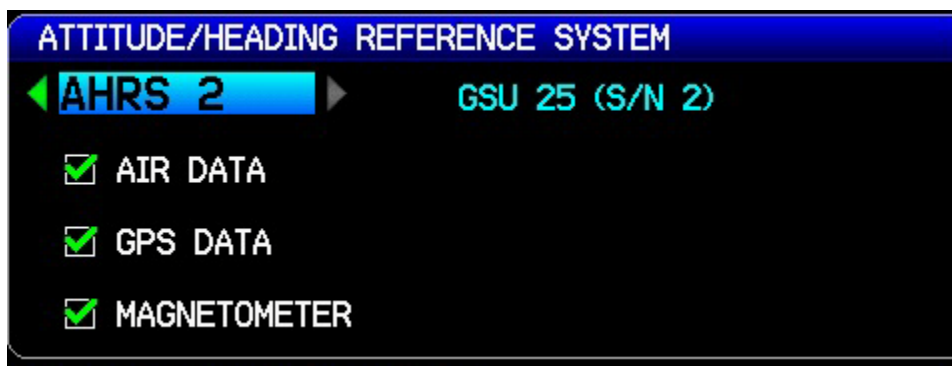 ATTITUDE/HEADING REFERENCE SYSTEM
AHRS 2 GSU 25 (S/N 2)
AIR DATA
GPS DATA
MAGNETOMETER